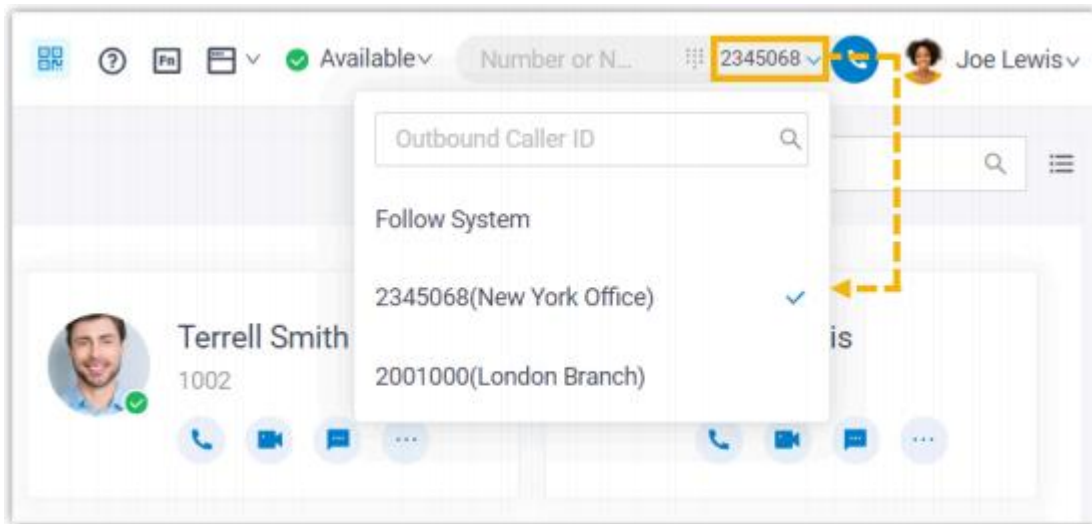 Fn
Available
Number or N...
2345068
Joe Lewis
Outbound Caller ID
Follow System
2345068(New York Office)
2001000(London Branch)
Terrell Smith
1002
is